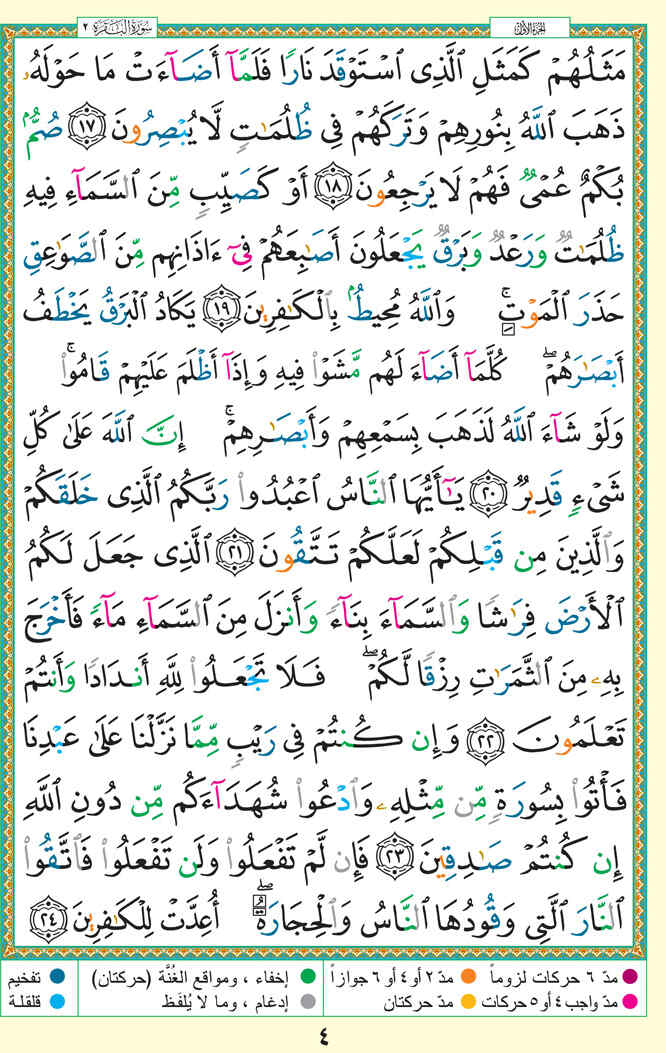 الجزء الأول
سُورَةُ البَقَرَة ٢
مَثَلُهُمْ كَمَثَلِ ٱلَّذِى ٱسْتَوْقَدَ نَارًا فَلَمَّآ أَضَآءَتْ مَا حَوْلَهُۥ
ذَهَبَ ٱللَّهُ بِنُورِهِمْ وَتَرَكَهُمْ فِى ظُلُمَـٰتٍ لَّا يُبْصِرُونَ ١٧ صُمٌّۢ
بُكْمٌ عُمْىٌ فَهُمْ لَا يَرْجِعُونَ ١٨ أَوْ كَصَيِّبٍ مِّنَ ٱلسَّمَآءِ فِيهِ
ظُلُمَـٰتٌ وَرَعْدٌ وَبَرْقٌ يَجْعَلُونَ أَصَـٰبِعَهُمْ فِىٓ ءَاذَانِهِم مِّنَ ٱلصَّوَٰعِقِ
حَذَرَ ٱلْمَوْتِ ۚ وَٱللَّهُ مُحِيطٌۢ بِٱلْكَـٰفِرِينَ ١٩ يَكَادُ ٱلْبَرْقُ يَخْطَفُ
أَبْصَـٰرَهُمْ ۖ كُلَّمَآ أَضَآءَ لَهُم مَّشَوْا۟ فِيهِ وَإِذَآ أَظْلَمَ عَلَيْهِمْ قَامُوا۟ ۚ
وَلَوْ شَآءَ ٱللَّهُ لَذَهَبَ بِسَمْعِهِمْ وَأَبْصَـٰرِهِمْ ۚ إِنَّ ٱللَّهَ عَلَىٰ كُلِّ
شَىْءٍ قَدِيرٌ ٢٠ يَـٰٓأَيُّهَا ٱلنَّاسُ ٱعْبُدُوا۟ رَبَّكُمُ ٱلَّذِى خَلَقَكُمْ
وَٱلَّذِينَ مِن قَبْلِكُمْ لَعَلَّكُمْ تَتَّقُونَ ٢١ ٱلَّذِى جَعَلَ لَكُمُ
ٱلْأَرْضَ فِرَٰشًا وَٱلسَّمَآءَ بِنَآءً وَأَنزَلَ مِنَ ٱلسَّمَآءِ مَآءً فَأَخْرَجَ
بِهِۦ مِنَ ٱلثَّمَرَٰتِ رِزْقًا لَّكُمْ ۖ فَلَا تَجْعَلُوا۟ لِلَّهِ أَندَادًا وَأَنتُمْ
تَعْلَمُونَ ٢٢ وَإِن كُنتُمْ فِى رَيْبٍ مِّمَّا نَزَّلْنَا عَلَىٰ عَبْدِنَا
فَأْتُوا۟ بِسُورَةٍ مِّن مِّثْلِهِۦ وَٱدْعُوا۟ شُهَدَآءَكُم مِّن دُونِ ٱللَّهِ
إِن كُنتُمْ صَـٰدِقِينَ ٢٣ فَإِن لَّمْ تَفْعَلُوا۟ وَلَن تَفْعَلُوا۟ فَٱتَّقُوا۟
ٱلنَّارَ ٱلَّتِى وَقُودُهَا ٱلنَّاسُ وَٱلْحِجَارَةُ ۖ أُعِدَّتْ لِلْكَـٰفِرِينَ ٢٤
مدّ ٦ حركات لزوماً مدّ ٢ أو ٤ أو ٦ جوازاً إخفاء ، ومواقع الغُنَّة (حركتان) تفخيم
مدّ واجب ٤ أو ٥ حركات مدّ حركتان إدغام ، وما لا يُلفَظ قلقلة
٤